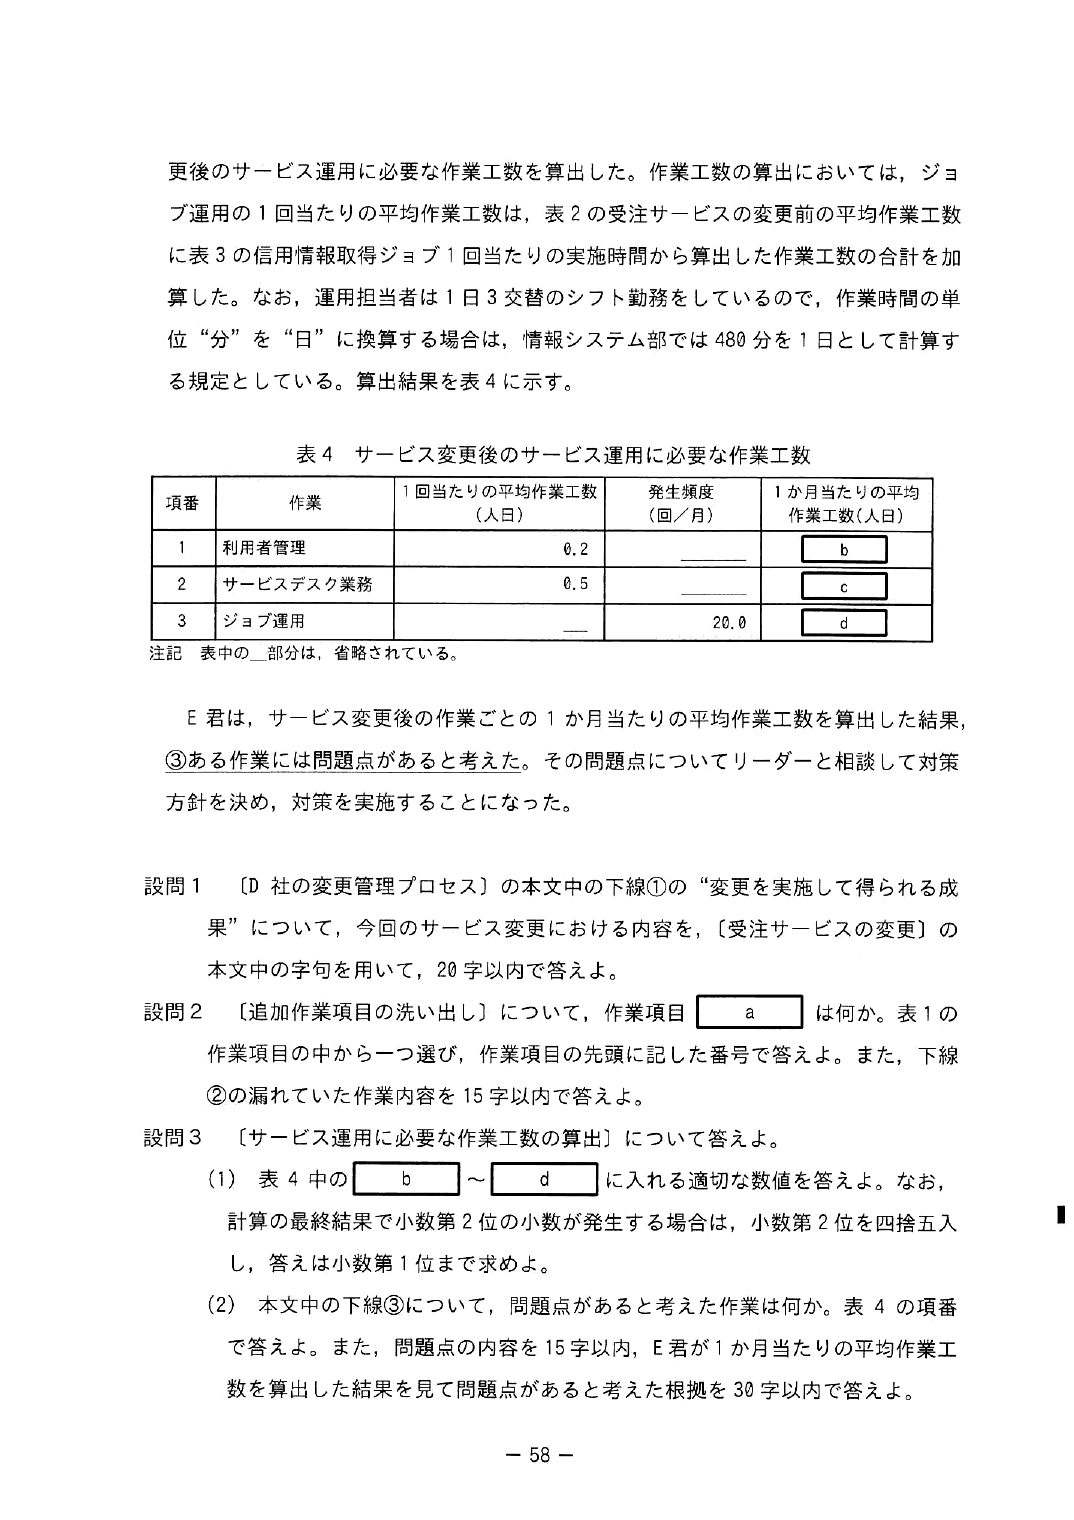 更後のサービス運用に必要な作業工数を算出した。作業工数の算出においては，ジョ
ブ運用の1回当たりの平均作業工数は，表2の受注サービスの変更前の平均作業工数
に表3の信用情報取得ジョブ1回当たりの実施時間から算出した作業工数の合計を加
算した。なお，運用担当者は1日3交替のシフト勤務をしているので，作業時間の単
位“分”を“日”に換算する場合は，情報システム部では480分を1日として計算す
る規定としている。算出結果を表4に示す。
表4　サービス変更後のサービス運用に必要な作業工数
項番　作業　1回当たりの平均作業工数（人日）　発生頻度（回／月）　1か月当たりの平均作業工数(人日)
1　利用者管理　0.2　＿＿＿　b
2　サービスデスク業務　0.5　＿＿＿　c
3　ジョブ運用　＿　20.0　d
注記　表中の＿部分は，省略されている。
E君は，サービス変更後の作業ごとの1か月当たりの平均作業工数を算出した結果，
③ある作業には問題点があると考えた。その問題点についてリーダーと相談して対策
方針を決め，対策を実施することになった。
設問1　〔D社の変更管理プロセス〕の本文中の下線①の“変更を実施して得られる成
果”について，今回のサービス変更における内容を，〔受注サービスの変更〕の
本文中の字句を用いて，20字以内で答えよ。
設問2　〔追加作業項目の洗い出し〕について，作業項目 a は何か。表1の
作業項目の中から一つ選び，作業項目の先頭に記した番号で答えよ。また，下線
②の漏れていた作業内容を15字以内で答えよ。
設問3　〔サービス運用に必要な作業工数の算出〕について答えよ。
(1)　表4中の b ～ d に入れる適切な数値を答えよ。なお，
計算の最終結果で小数第2位の小数が発生する場合は，小数第2位を四捨五入
し，答えは小数第1位まで求めよ。
(2)　本文中の下線③について，問題点があると考えた作業は何か。表4の項番
で答えよ。また，問題点の内容を15字以内，E君が1か月当たりの平均作業工
数を算出した結果を見て問題点があると考えた根拠を30字以内で答えよ。
－ 58 －